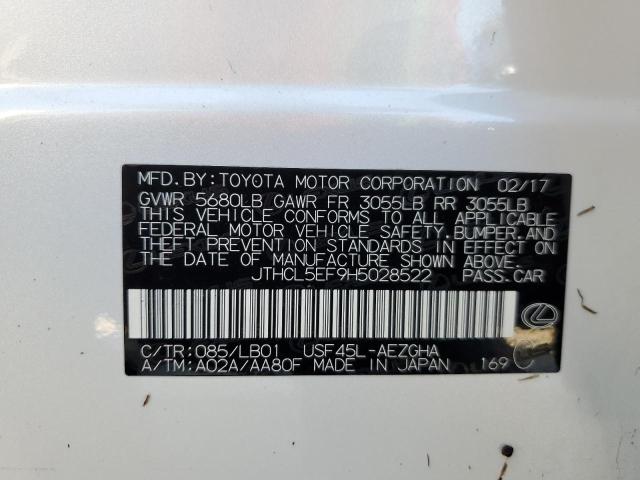 MFD. BY: TOYOTA MOTOR CORPORATION 02/17
GVWR 5680LB GAWR FR 3055LB RR 3055LB
THIS VEHICLE CONFORMS TO ALL APPLICABLE
FEDERAL MOTOR VEHICLE SAFETY, BUMPER, AND
THEFT PREVENTION STANDARDS IN EFFECT ON
THE DATE OF MANUFACTURE SHOWN ABOVE.
JTHCL5EF9H5028522 PASS. CAR
C/TR: 085/LB01 USF45L-AEZGHA
A/TM: A02A/AA80F MADE IN JAPAN 169